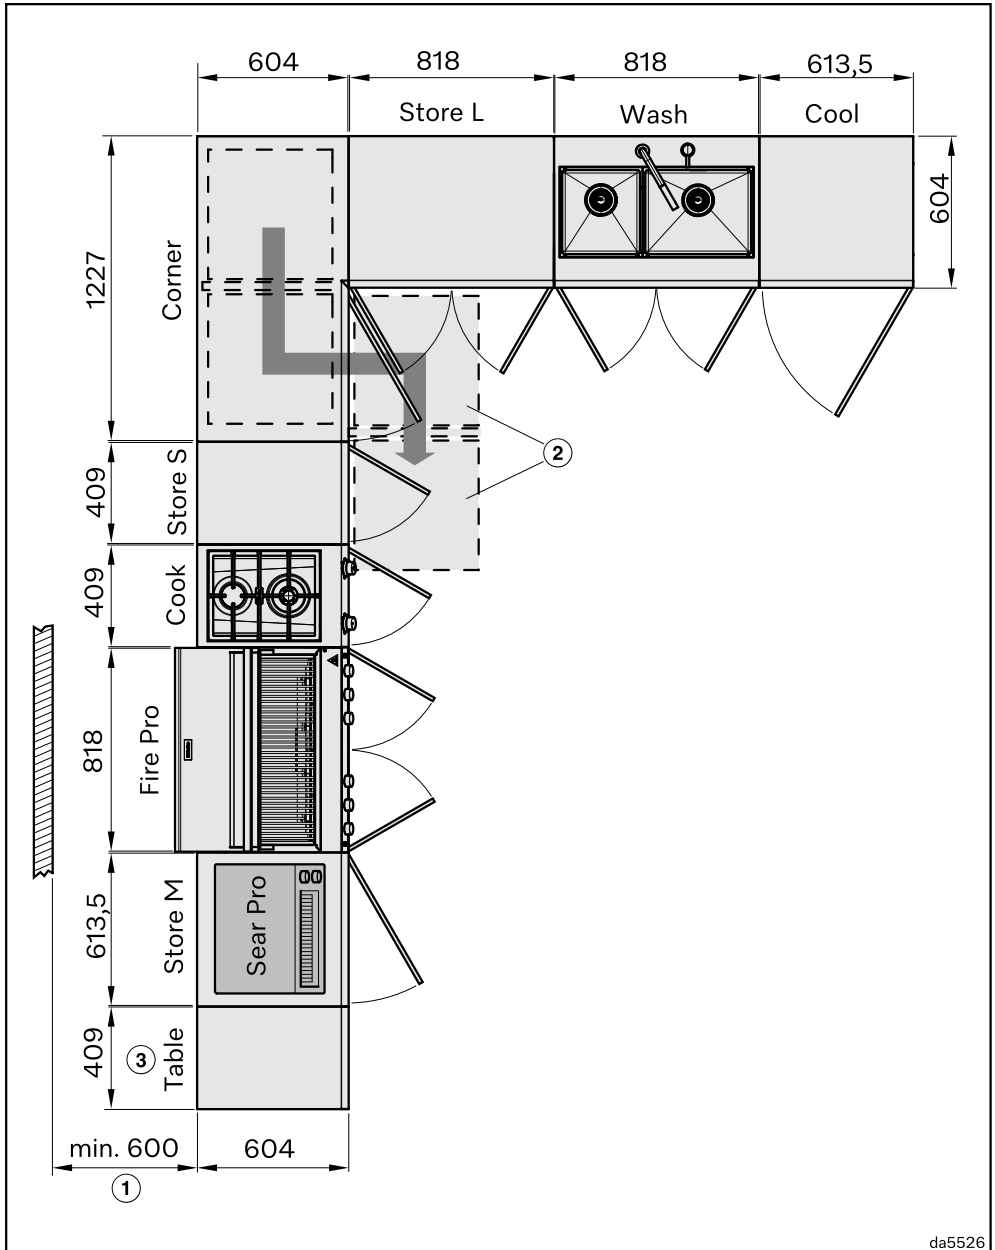 604
818
818
613,5
Store L
Wash
Cool
604
1227
Corner
2
409
Store S
409
Cook
818
Fire Pro
613,5
Store M
Sear Pro
409
3
Table
min. 600
604
1
da5526